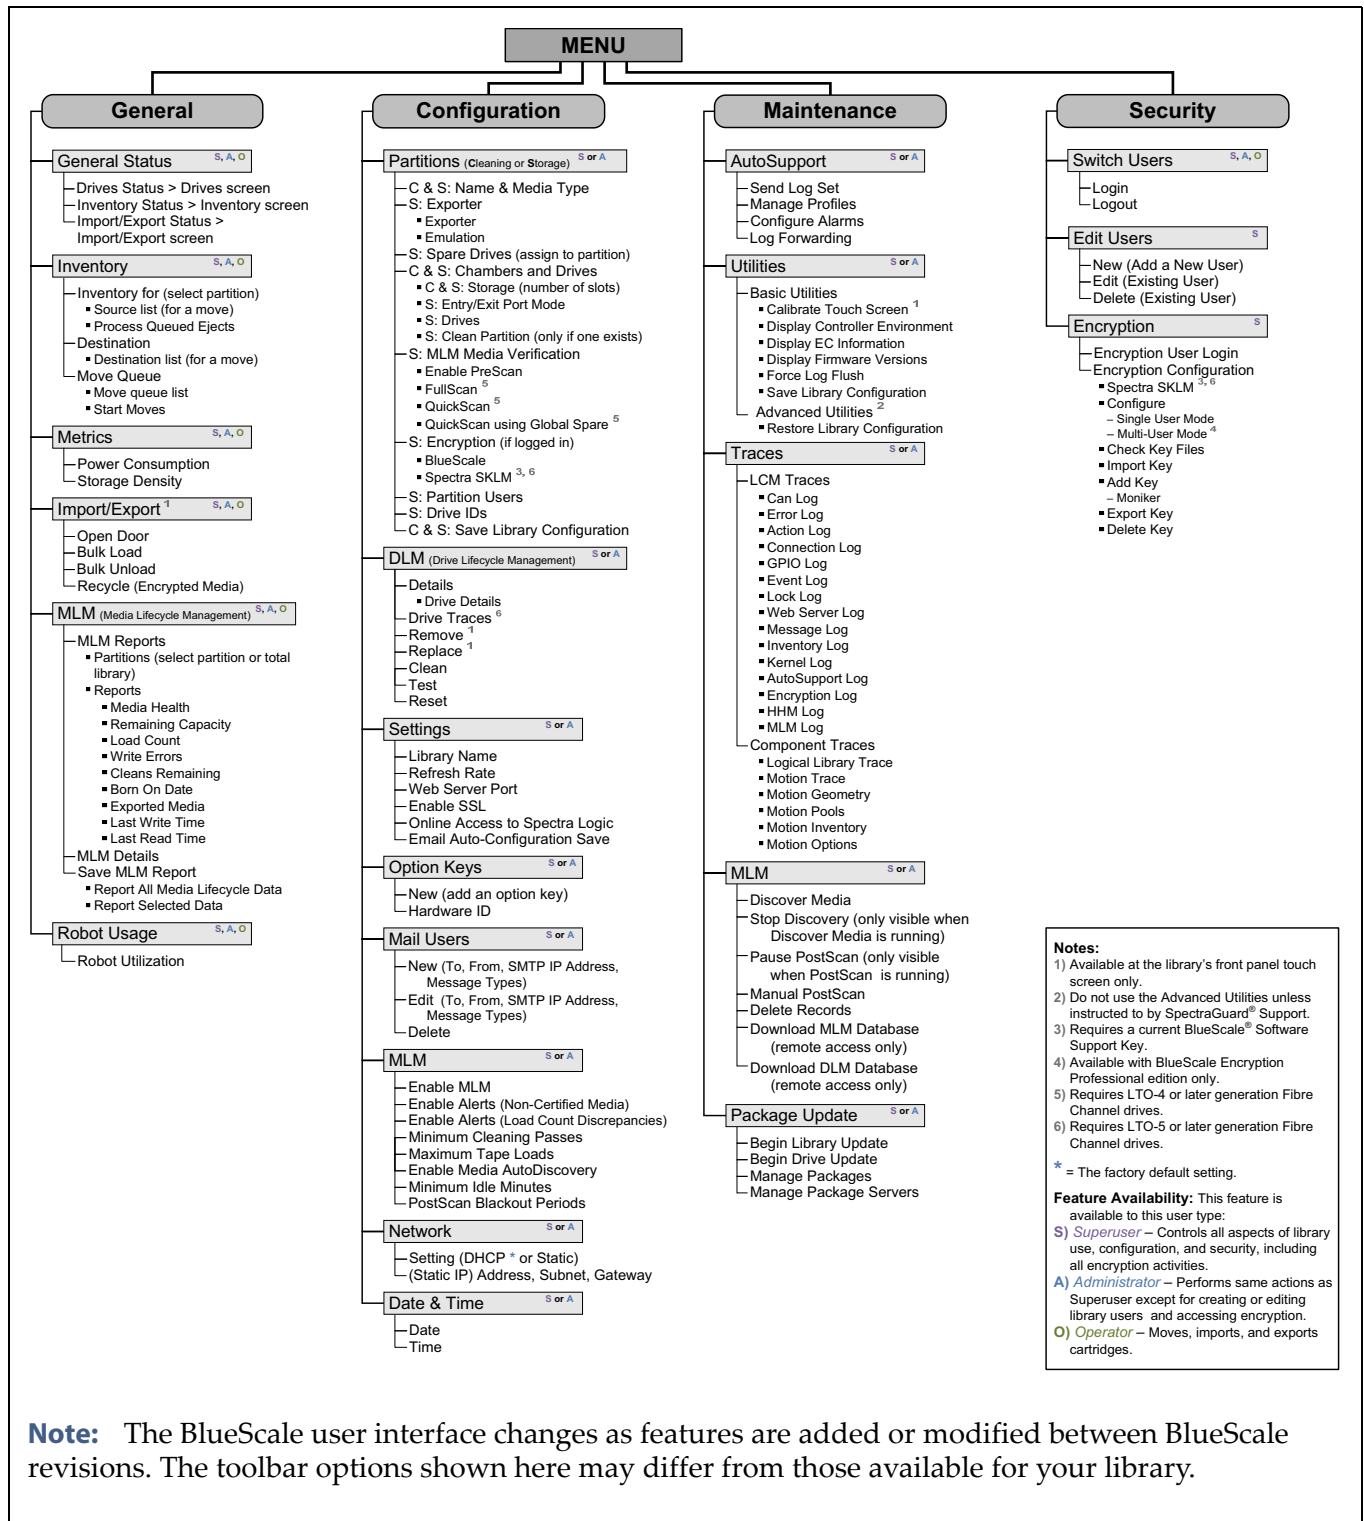 MENU
General
General Status S, A, O
Drives Status > Drives screen
Inventory Status > Inventory screen
Import/Export Status >
Import/Export screen
Inventory S, A, O
Inventory for (select partition)
▪ Source list (for a move)
▪ Process Queued Ejects
Destination
▪ Destination list (for a move)
Move Queue
▪ Move queue list
▪ Start Moves
Metrics S, A, O
Power Consumption
Storage Density
Import/Export 1 S, A, O
Open Door
Bulk Load
Bulk Unload
Recycle (Encrypted Media)
MLM (Media Lifecycle Management) S, A, O
MLM Reports
▪ Partitions (select partition or total
library)
▪ Reports
▪ Media Health
▪ Remaining Capacity
▪ Load Count
▪ Write Errors
▪ Cleans Remaining
▪ Born On Date
▪ Exported Media
▪ Last Write Time
▪ Last Read Time
MLM Details
Save MLM Report
▪ Report All Media Lifecycle Data
▪ Report Selected Data
Robot Usage S, A, O
Robot Utilization
Configuration
Partitions (Cleaning or Storage) S or A
C & S: Name & Media Type
S: Exporter
▪ Exporter
▪ Emulation
S: Spare Drives (assign to partition)
C & S: Chambers and Drives
▪ C & S: Storage (number of slots)
▪ S: Entry/Exit Port Mode
▪ S: Drives
▪ S: Clean Partition (only if one exists)
S: MLM Media Verification
▪ Enable PreScan
▪ FullScan 5
▪ QuickScan 5
▪ QuickScan using Global Spare 5
S: Encryption (if logged in)
▪ BlueScale
▪ Spectra SKLM 3, 6
S: Partition Users
S: Drive IDs
C & S: Save Library Configuration
DLM (Drive Lifecycle Management) S or A
Details
▪ Drive Details
Drive Traces 6
Remove 1
Replace 1
Clean
Test
Reset
Settings S or A
Library Name
Refresh Rate
Web Server Port
Enable SSL
Online Access to Spectra Logic
Email Auto-Configuration Save
Option Keys S or A
New (add an option key)
Hardware ID
Mail Users S or A
New (To, From, SMTP IP Address,
Message Types)
Edit (To, From, SMTP IP Address,
Message Types)
Delete
MLM S or A
Enable MLM
Enable Alerts (Non-Certified Media)
Enable Alerts (Load Count Discrepancies)
Minimum Cleaning Passes
Maximum Tape Loads
Enable Media AutoDiscovery
Minimum Idle Minutes
PostScan Blackout Periods
Network S or A
Setting (DHCP * or Static)
(Static IP) Address, Subnet, Gateway
Date & Time S or A
Date
Time
Maintenance
AutoSupport S or A
Send Log Set
Manage Profiles
Configure Alarms
Log Forwarding
Utilities S or A
Basic Utilities
▪ Calibrate Touch Screen 1
▪ Display Controller Environment
▪ Display EC Information
▪ Display Firmware Versions
▪ Force Log Flush
▪ Save Library Configuration
Advanced Utilities 2
▪ Restore Library Configuration
Traces S or A
LCM Traces
▪ Can Log
▪ Error Log
▪ Action Log
▪ Connection Log
▪ GPIO Log
▪ Event Log
▪ Lock Log
▪ Web Server Log
▪ Message Log
▪ Inventory Log
▪ Kernel Log
▪ AutoSupport Log
▪ Encryption Log
▪ HHM Log
▪ MLM Log
Component Traces
▪ Logical Library Trace
▪ Motion Trace
▪ Motion Geometry
▪ Motion Pools
▪ Motion Inventory
▪ Motion Options
MLM S or A
Discover Media
Stop Discovery (only visible when
Discover Media is running)
Pause PostScan (only visible
when PostScan is running)
Manual PostScan
Delete Records
Download MLM Database
(remote access only)
Download DLM Database
(remote access only)
Package Update S or A
Begin Library Update
Begin Drive Update
Manage Packages
Manage Package Servers
Security
Switch Users S, A, O
Login
Logout
Edit Users S
New (Add a New User)
Edit (Existing User)
Delete (Existing User)
Encryption S
Encryption User Login
Encryption Configuration
▪ Spectra SKLM 3, 6
▪ Configure
– Single User Mode
– Multi-User Mode 4
▪ Check Key Files
▪ Import Key
▪ Add Key
– Moniker
▪ Export Key
▪ Delete Key
Notes:
1) Available at the library's front panel touch
screen only.
2) Do not use the Advanced Utilities unless
instructed to by SpectraGuard® Support.
3) Requires a current BlueScale® Software
Support Key.
4) Available with BlueScale Encryption
Professional edition only.
5) Requires LTO-4 or later generation Fibre
Channel drives.
6) Requires LTO-5 or later generation Fibre
Channel drives.
* = The factory default setting.
Feature Availability: This feature is
available to this user type:
S) Superuser – Controls all aspects of library
use, configuration, and security, including
all encryption activities.
A) Administrator – Performs same actions as
Superuser except for creating or editing
library users and accessing encryption.
O) Operator – Moves, imports, and exports
cartridges.
Note: The BlueScale user interface changes as features are added or modified between BlueScale
revisions. The toolbar options shown here may differ from those available for your library.